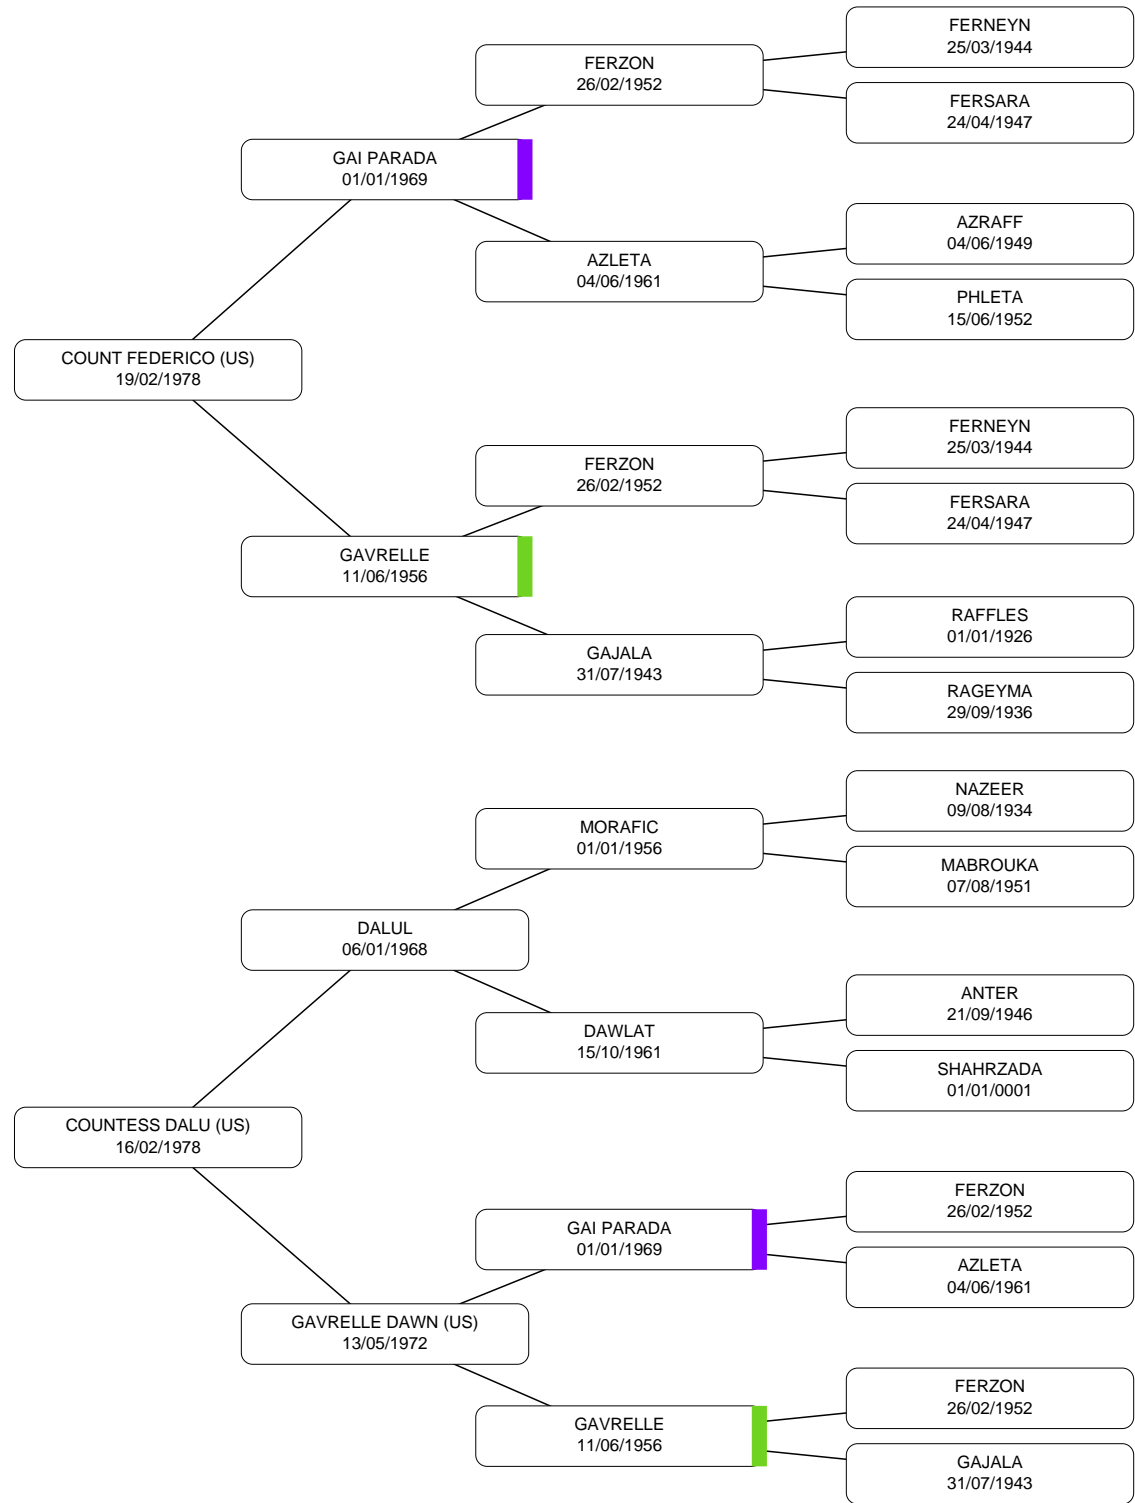 FERNEYN
25/03/1944
FERZON
26/02/1952
FERSARA
24/04/1947
GAI PARADA
01/01/1969
AZRAFF
04/06/1949
AZLETA
04/06/1961
PHLETA
15/06/1952
COUNT FEDERICO (US)
19/02/1978
FERNEYN
25/03/1944
FERZON
26/02/1952
FERSARA
24/04/1947
GAVRELLE
11/06/1956
RAFFLES
01/01/1926
GAJALA
31/07/1943
RAGEYMA
29/09/1936
NAZEER
09/08/1934
MORAFIC
01/01/1956
MABROUKA
07/08/1951
DALUL
06/01/1968
ANTER
21/09/1946
DAWLAT
15/10/1961
SHAHRZADA
01/01/0001
COUNTESS DALU (US)
16/02/1978
FERZON
26/02/1952
GAI PARADA
01/01/1969
AZLETA
04/06/1961
GAVRELLE DAWN (US)
13/05/1972
FERZON
26/02/1952
GAVRELLE
11/06/1956
GAJALA
31/07/1943